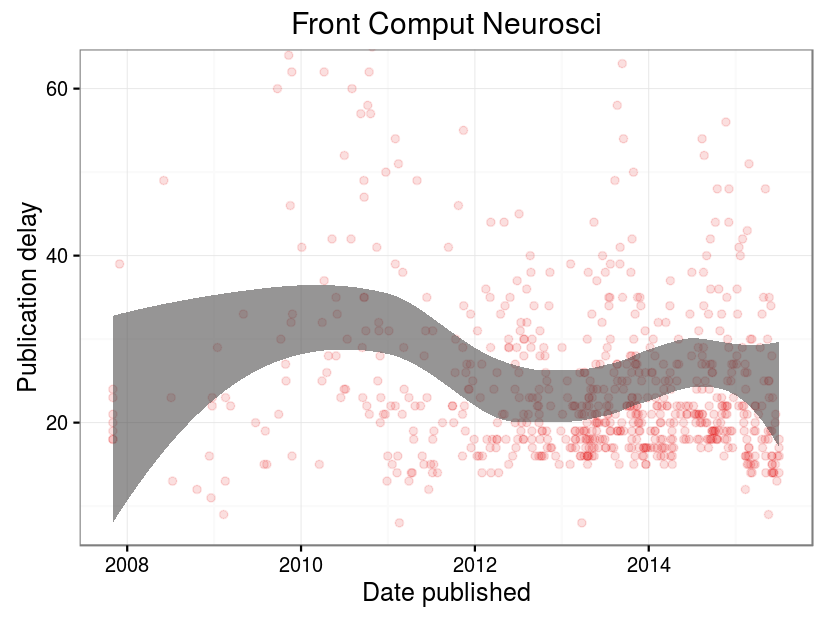 Front Comput Neurosci
Publication delay
60
40
20
2008 2010 2012 2014
Date published